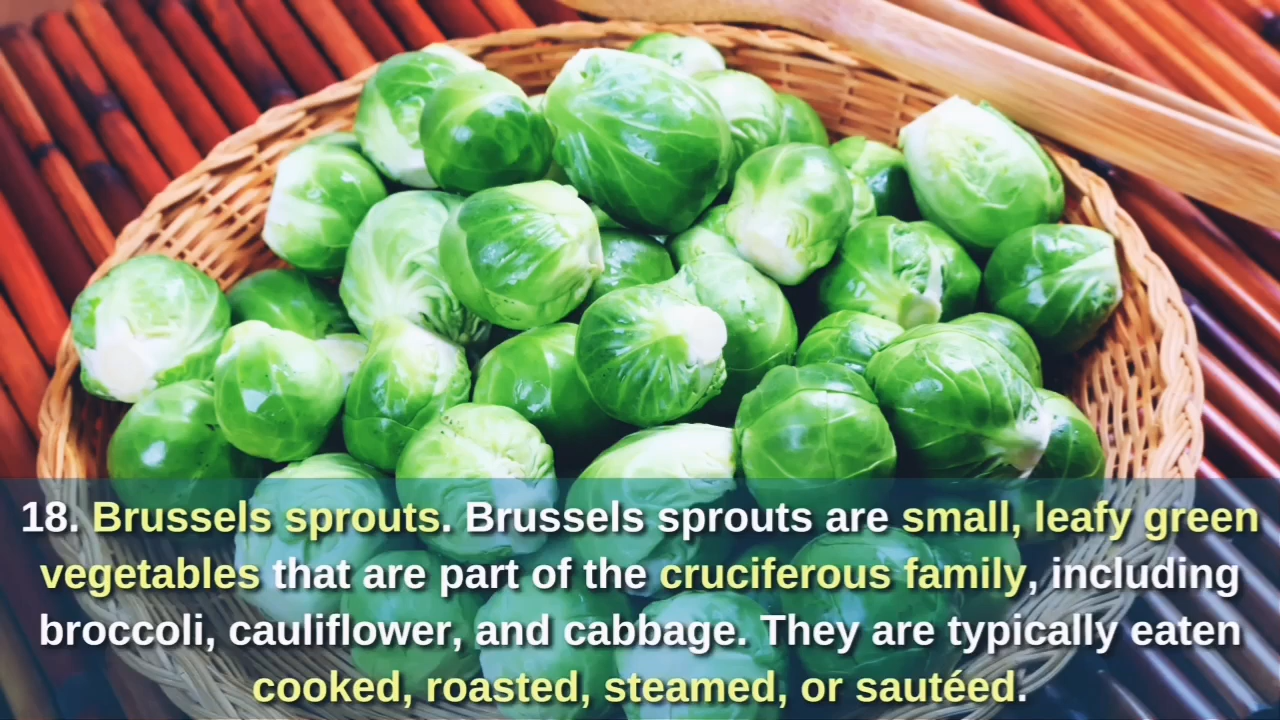 18. Brussels sprouts. Brussels sprouts are small, leafy green
vegetables that are part of the cruciferous family, including
broccoli, cauliflower, and cabbage. They are typically eaten
cooked, roasted, steamed, or sautéed.